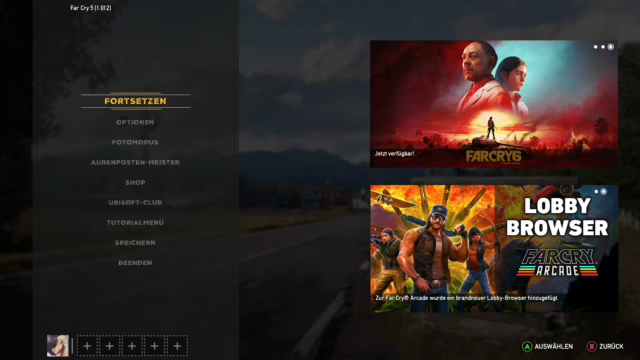 Far Cry 5 (1.012)
FORTSETZEN
OPTIONEN
FOTOMODUS
AUßENPOSTEN-MEISTER
SHOP
UBISOFT-CLUB
TUTORIALMENÜ
SPEICHERN
BEENDEN
FARCRY6
Jetzt verfügbar!
LOBBY
BROWSER
FARCRY
ARCADE
Zur Far Cry® Arcade wurde ein brandneuer Lobby-Browser hinzugefügt.
A AUSWÄHLEN B ZURÜCK